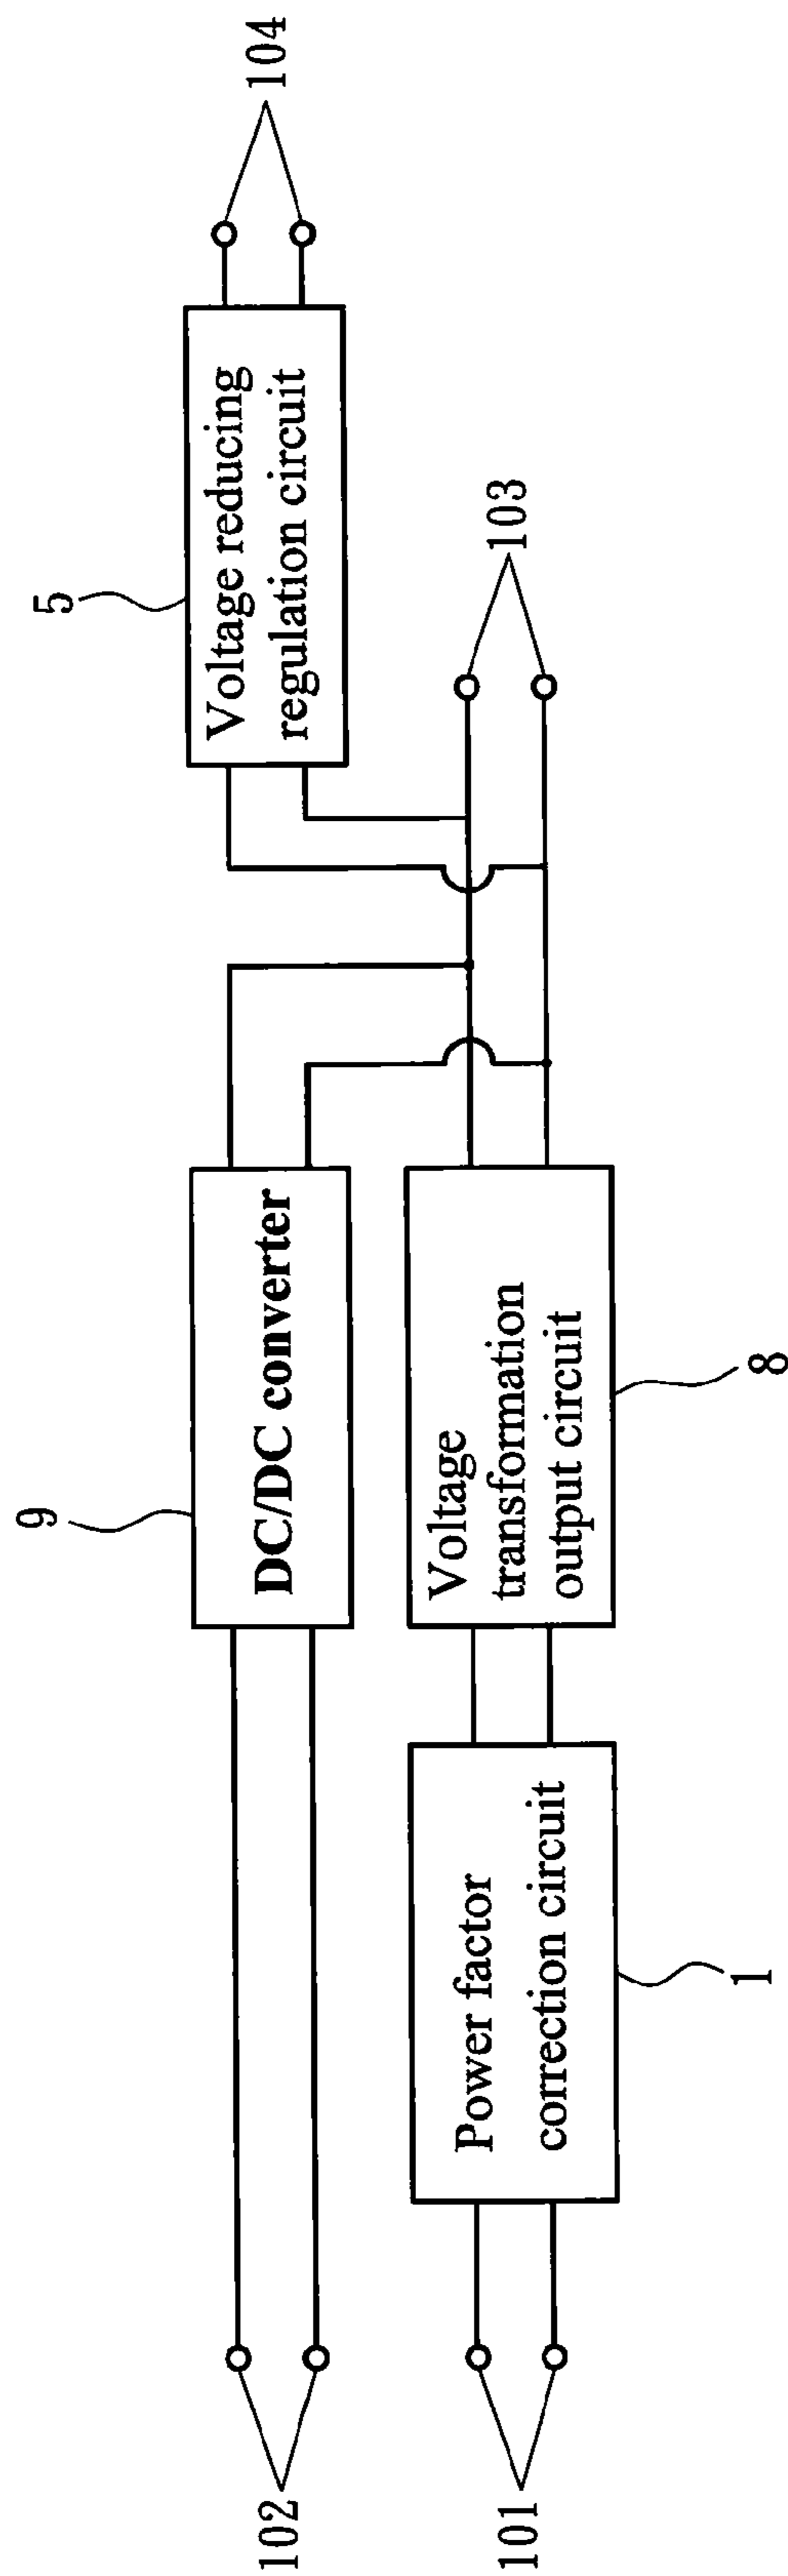 104
5
Voltage reducing
regulation circuit
103
9
DC/DC converter
Voltage
transformation
output circuit
8
Power factor
correction circuit
1
102
101